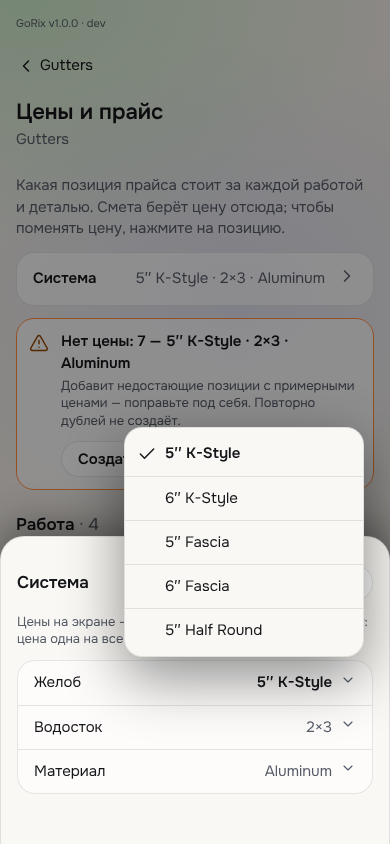 GoRix v1.0.0 · dev
Gutters
Цены и прайс
Gutters
Какая позиция прайса стоит за каждой работой
и деталью. Смета берёт цену отсюда; чтобы
поменять цену, нажмите на позицию.
Система 5″ K-Style · 2×3 · Aluminum
Нет цены: 7 — 5″ K-Style · 2×3 ·
Aluminum
Добавит недостающие позиции с примерными
ценами — поправьте под себя. Повторно
дублей не создаёт.
5″ K-Style
6″ K-Style
5″ Fascia
6″ Fascia
5″ Half Round
Работа · 4
Система
Цены на экране –
цена одна на все
Желоб 5″ K-Style
Водосток 2×3
Материал Aluminum